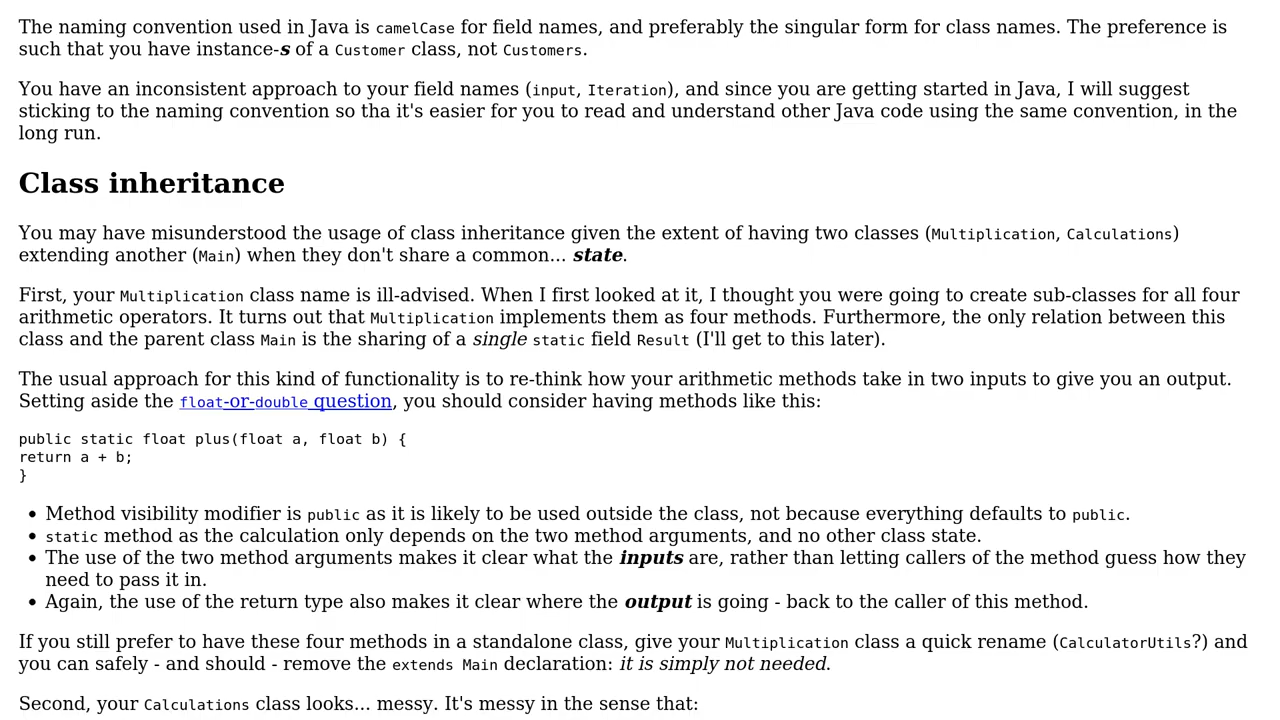 The naming convention used in Java is camelCase for field names, and preferably the singular form for class names. The preference is
such that you have instance-s of a Customer class, not Customers.
You have an inconsistent approach to your field names (input, Iteration), and since you are getting started in Java, I will suggest
sticking to the naming convention so tha it's easier for you to read and understand other Java code using the same convention, in the
long run.
Class inheritance
You may have misunderstood the usage of class inheritance given the extent of having two classes (Multiplication, Calculations)
extending another (Main) when they don't share a common... state.
First, your Multiplication class name is ill-advised. When I first looked at it, I thought you were going to create sub-classes for all four
arithmetic operators. It turns out that Multiplication implements them as four methods. Furthermore, the only relation between this
class and the parent class Main is the sharing of a single static field Result (I'll get to this later).
The usual approach for this kind of functionality is to re-think how your arithmetic methods take in two inputs to give you an output.
Setting aside the float-or-double question, you should consider having methods like this:
public static float plus(float a, float b) {
return a + b;
}
• Method visibility modifier is public as it is likely to be used outside the class, not because everything defaults to public.
• static method as the calculation only depends on the two method arguments, and no other class state.
• The use of the two method arguments makes it clear what the inputs are, rather than letting callers of the method guess how they
need to pass it in.
• Again, the use of the return type also makes it clear where the output is going - back to the caller of this method.
If you still prefer to have these four methods in a standalone class, give your Multiplication class a quick rename (CalculatorUtils?) and
you can safely - and should - remove the extends Main declaration: it is simply not needed.
Second, your Calculations class looks... messy. It's messy in the sense that: